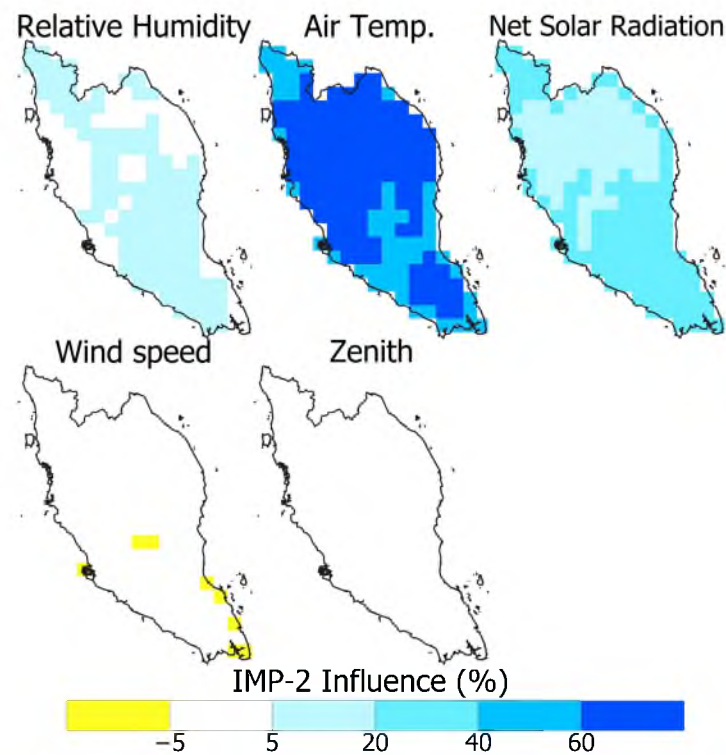 Relative Humidity Air Temp. Net Solar Radiation
Wind speed Zenith
IMP-2 Influence (%)
−5 5 20 40 60